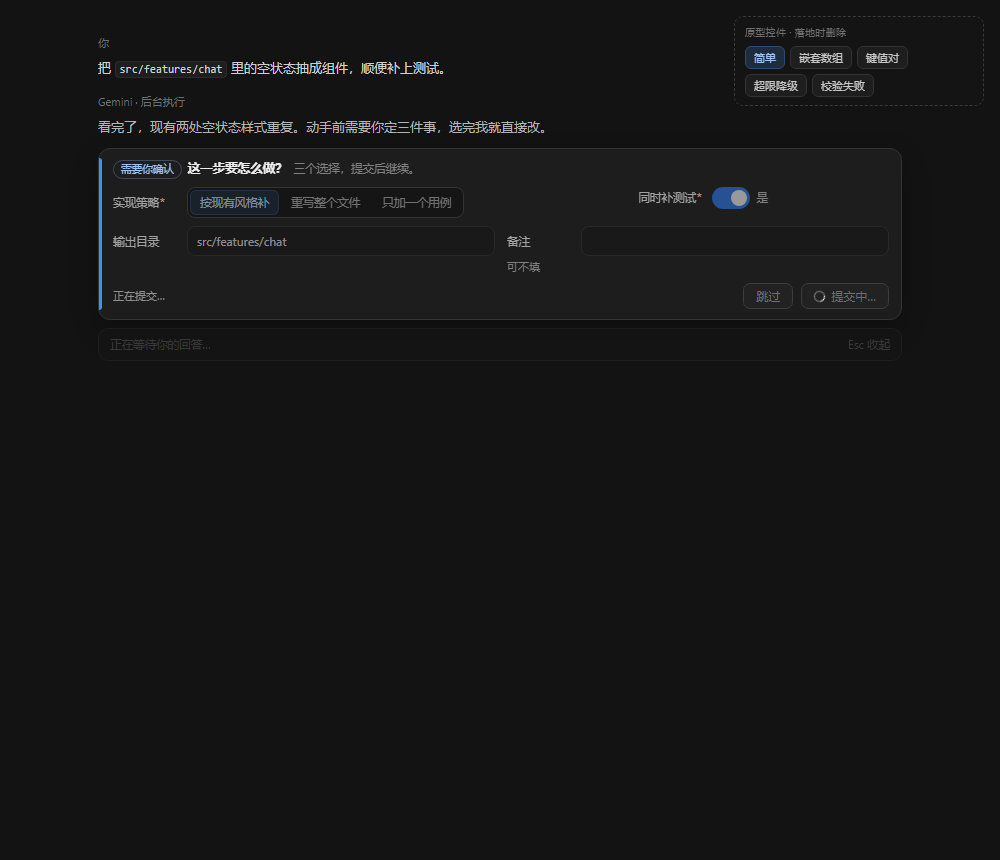 原型控件 · 落地时删除
简单 嵌套数组 键值对
超限降级 校验失败
你
把 src/features/chat 里的空状态抽成组件，顺便补上测试。
Gemini · 后台执行
看完了，现有两处空状态样式重复。动手前需要你定三件事，选完我就直接改。
需要你确认 这一步要怎么做？ 三个选择，提交后继续。
实现策略* 按现有风格补 重写整个文件 只加一个用例 同时补测试* 是
输出目录 src/features/chat 备注
可不填
正在提交… 跳过 提交中…
正在等待你的回答… Esc 收起